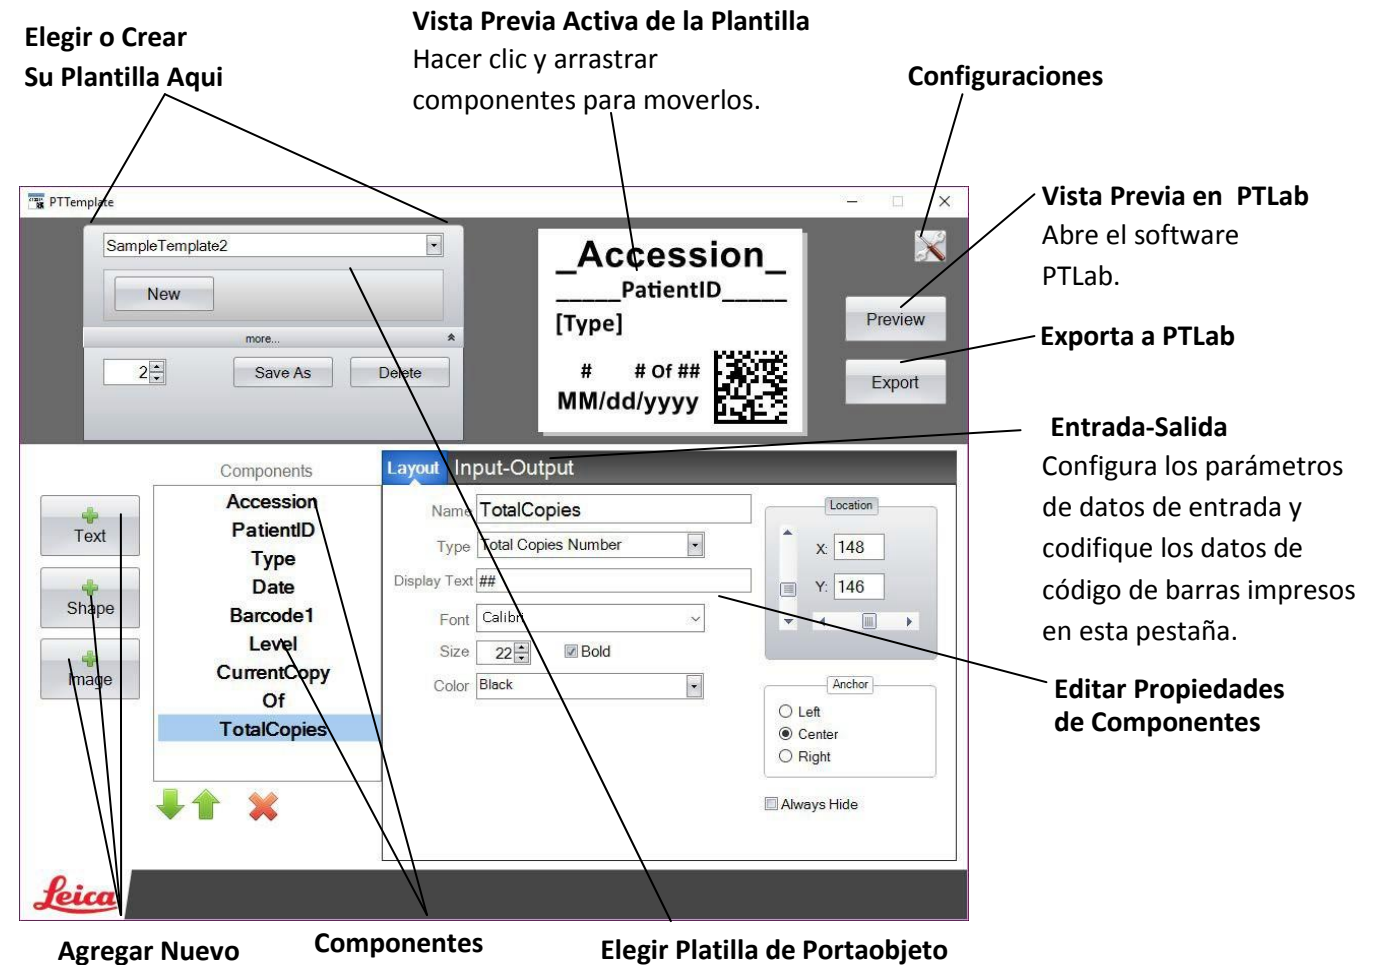 Elegir o Crear
Su Plantilla Aqui
Vista Previa Activa de la Plantilla
Hacer clic y arrastrar
componentes para moverlos.
Configuraciones
PTTemplate
SampleTemplate2
New
more...
2
Save As
Delete
_Accession_
_____PatientID_____
[Type]
# # Of ##
MM/dd/yyyy
Preview
Export
Vista Previa en PTLab
Abre el software
PTLab.
Exporta a PTLab
Entrada-Salida
Configura los parámetros
de datos de entrada y
codifique los datos de
código de barras impresos
en esta pestaña.
Editar Propiedades
de Componentes
Text
Shape
Image
Components
Accession
PatientID
Type
Date
Barcode1
Level
CurrentCopy
Of
TotalCopies
Layout Input-Output
Name TotalCopies
Type Total Copies Number
Display Text ##
Font Calibri
Size 22 Bold
Color Black
Location
X: 148
Y: 146
Anchor
Left
Center
Right
Always Hide
Leica
Agregar Nuevo
Componentes
Elegir Platilla de Portaobjeto